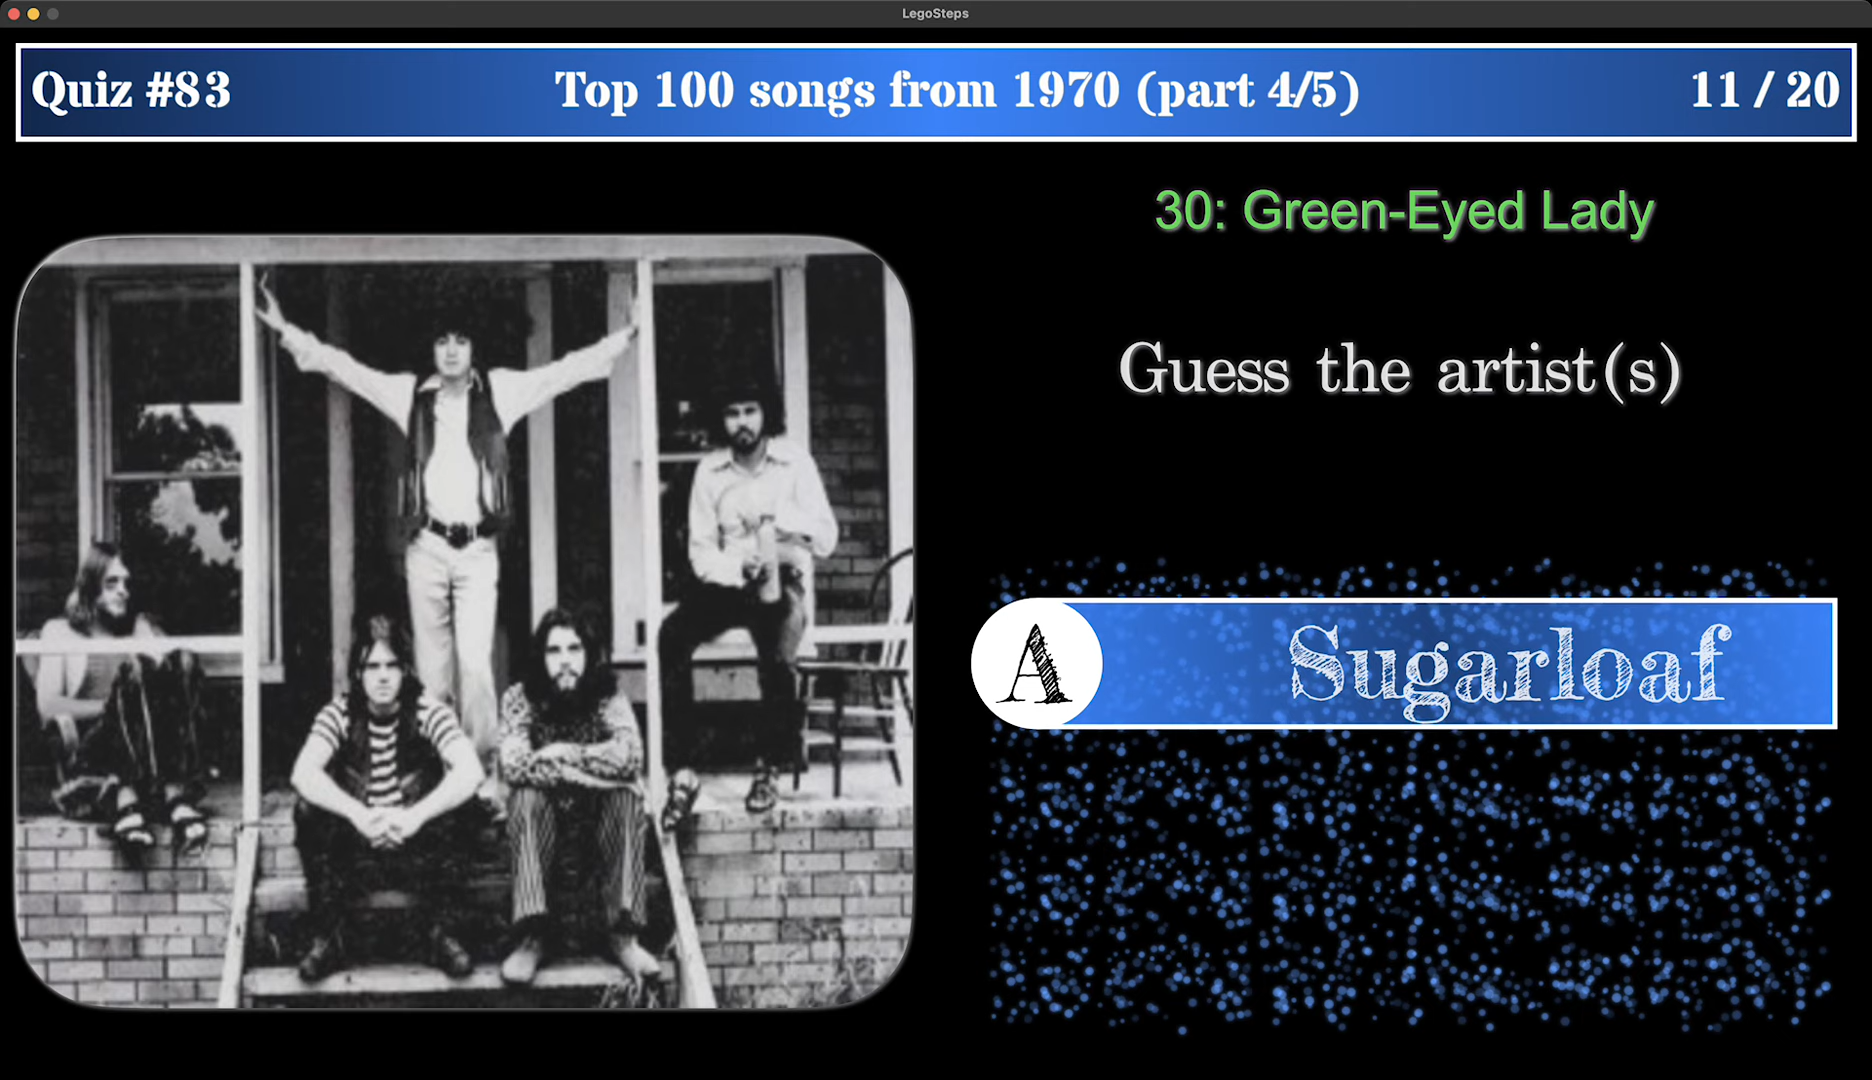 LegoSteps
Quiz #83
Top 100 songs from 1970 (part 4/5)
11 / 20
30: Green-Eyed Lady
Guess the artist(s)
A
Sugarloaf